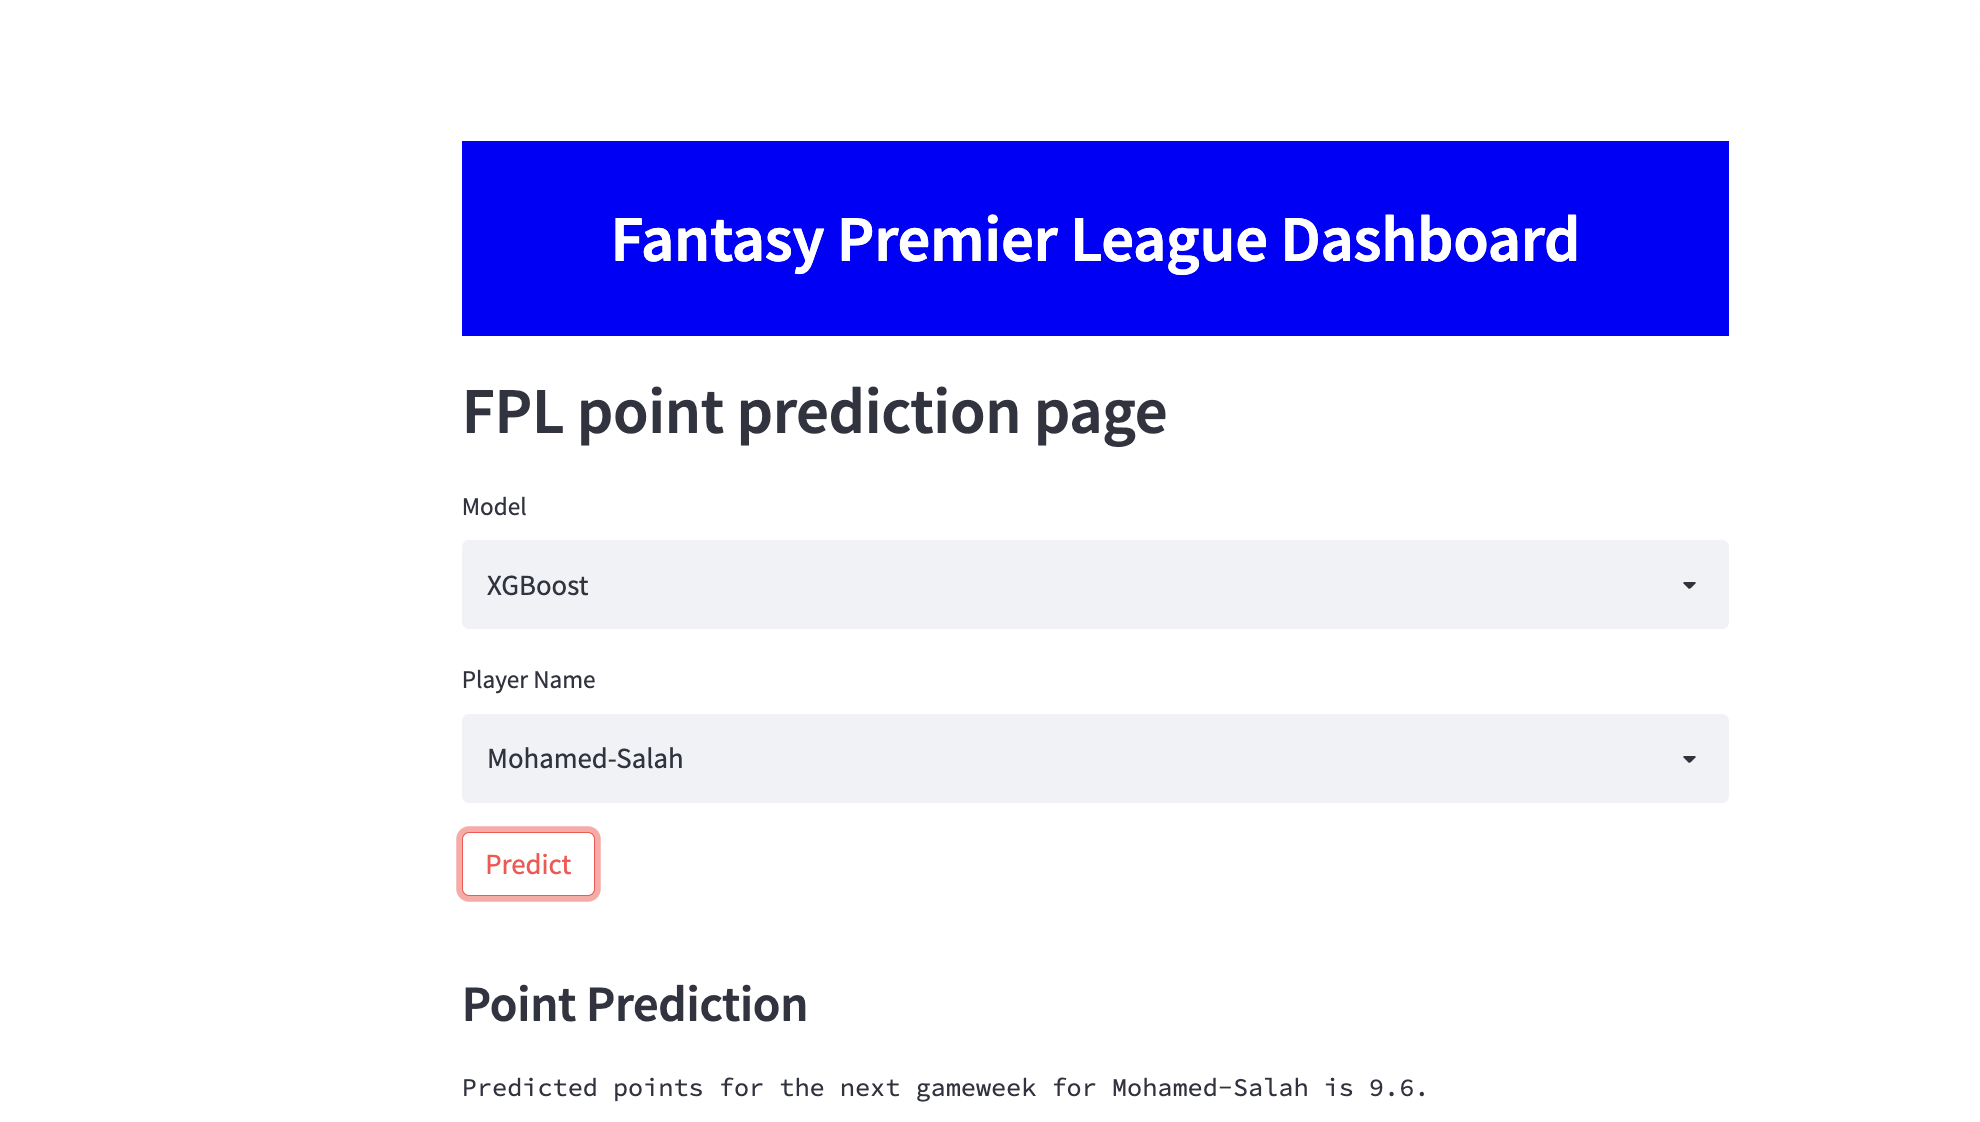 Fantasy Premier League Dashboard
FPL point prediction page
Model
XGBoost
Player Name
Mohamed-Salah
Predict
Point Prediction
Predicted points for the next gameweek for Mohamed-Salah is 9.6.